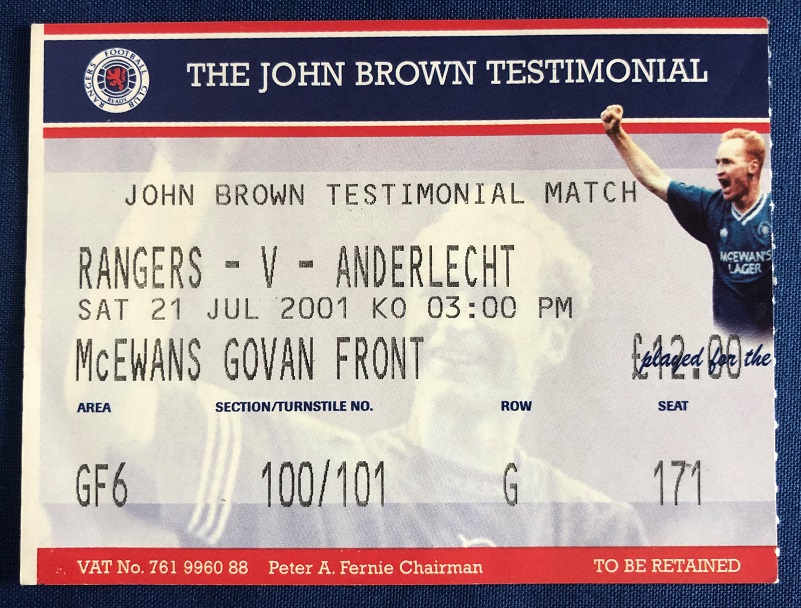 RANGERS FOOTBALL CLUB
READY
THE JOHN BROWN TESTIMONIAL
JOHN BROWN TESTIMONIAL MATCH
RANGERS - V - ANDERLECHT
McEWAN'S
LAGER
SAT 21 JUL 2001 KO 03:00 PM
McEWANS GOVAN FRONT £12.00
played for the
AREA SECTION/TURNSTILE NO. ROW SEAT
GF6 100/101 G 171
VAT No. 761 9960 88 Peter A. Fernie Chairman TO BE RETAINED